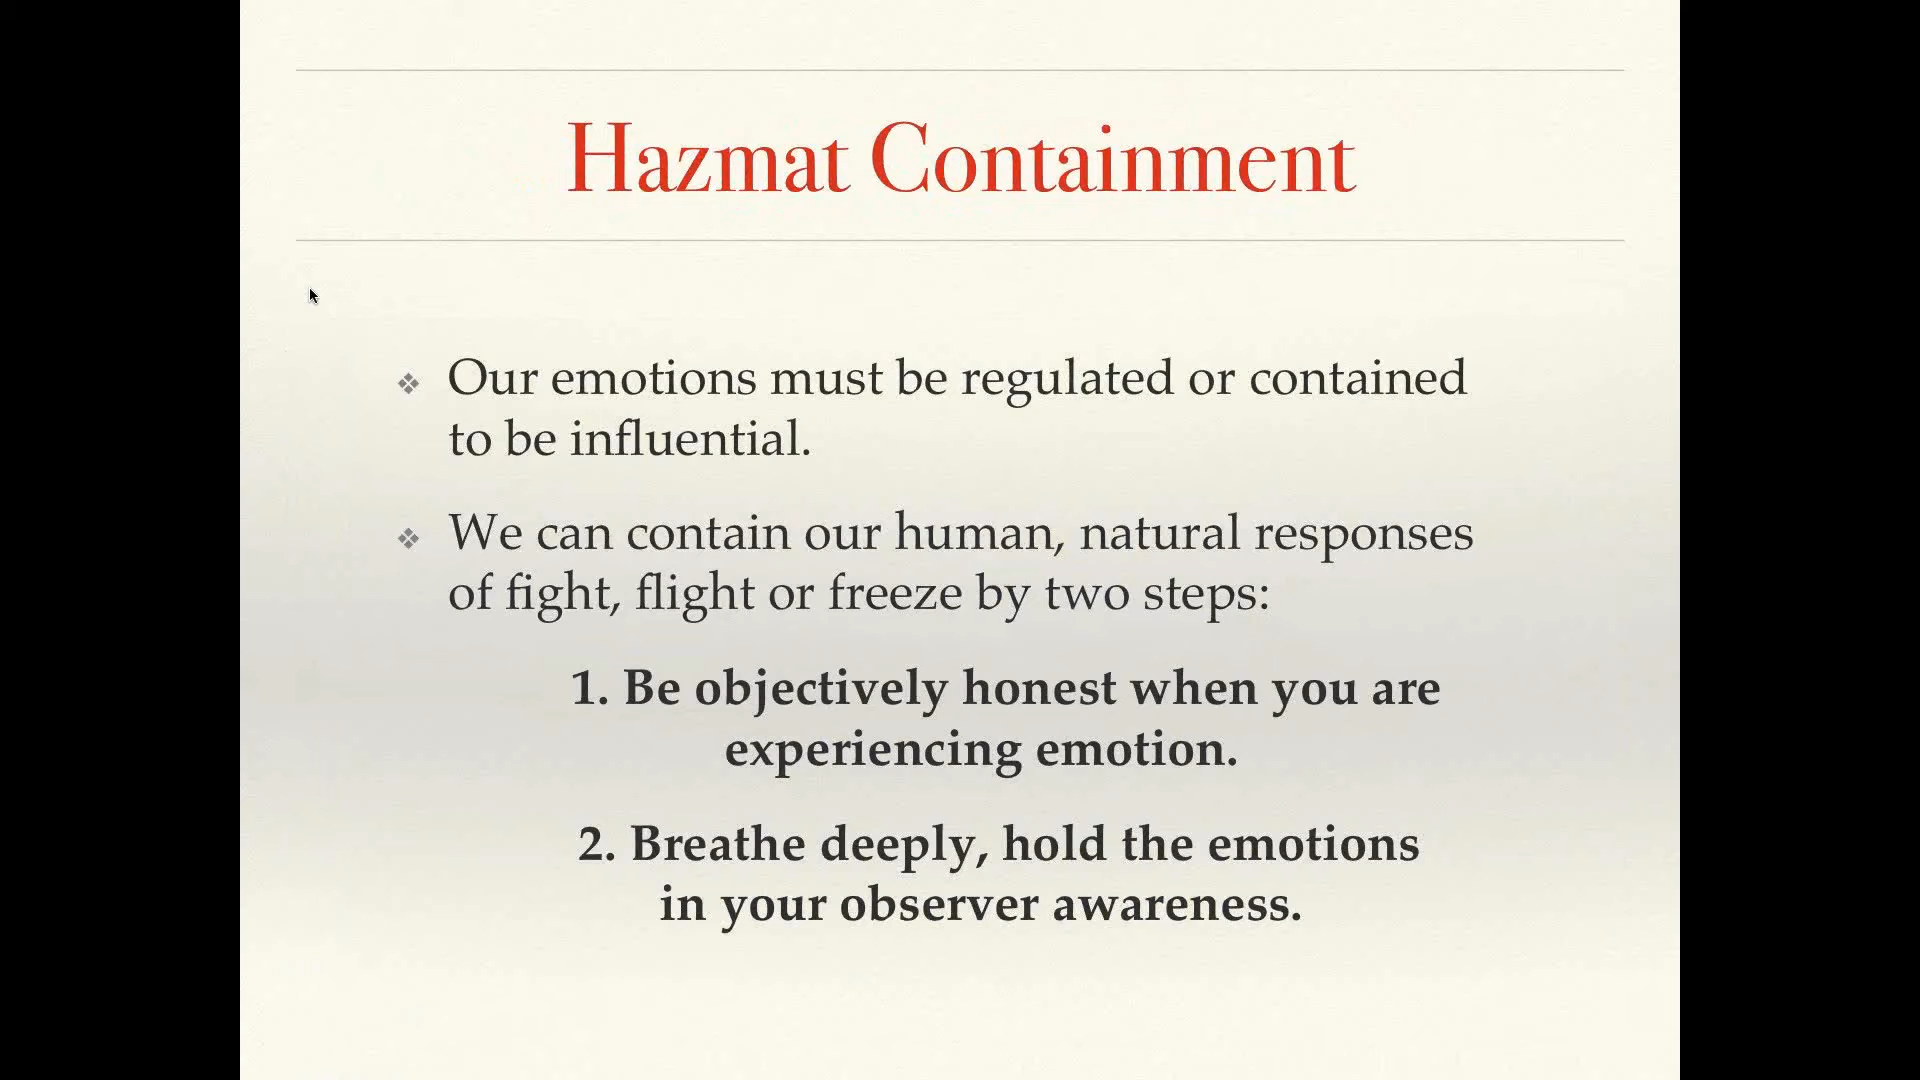 Hazmat Containment
Our emotions must be regulated or contained
to be influential.
We can contain our human, natural responses
of fight, flight or freeze by two steps:
1. Be objectively honest when you are
experiencing emotion.
2. Breathe deeply, hold the emotions
in your observer awareness.